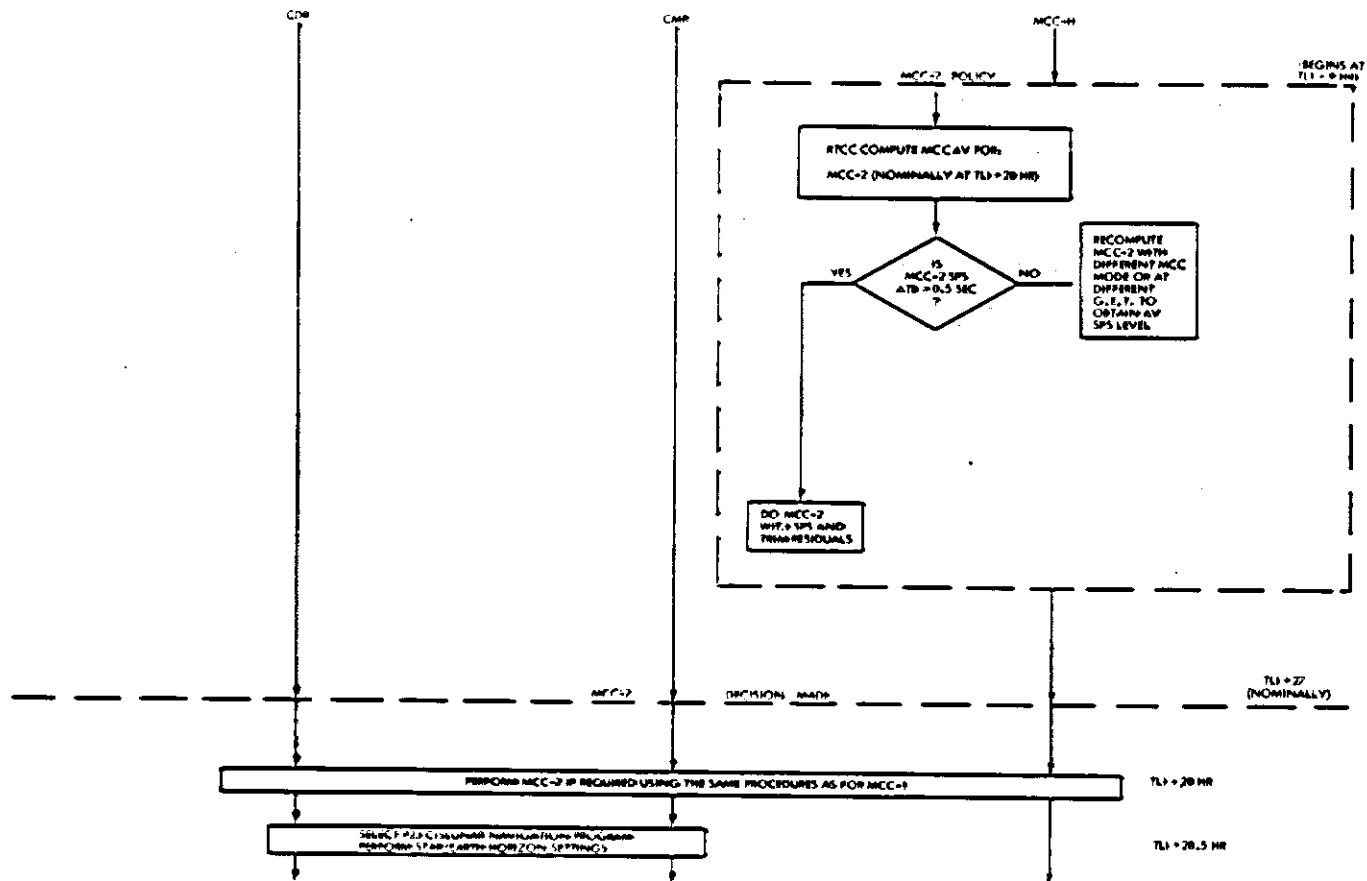 CDR
CMP
MCC-H
BEGINS AT
MCC-2 POLICY
RTCC COMPUTE MCC ΔV FOR:
MCC-2 (NOMINALLY AT TLI + 28 HR)
IS
MCC-2 SPS
ΔTB > 0.5 SEC
?
YES
NO
RECOMPUTE
MCC-2 WITH
DIFFERENT MCC
MODE OR AT
DIFFERENT
G.E.T. TO
OBTAIN ΔV
SPS LEVEL
DO MCC-2
WITH SPS AND
TRIM RESIDUALS
MCC-2 DECISION MADE
TLI + 27
(NOMINALLY)
PERFORM MCC-2 IF REQUIRED USING THE SAME PROCEDURES AS FOR MCC-1
TLI + 28 HR
SELECT P23 CISLUNAR NAVIGATION PROGRAM
PERFORM STAR/EARTH HORIZON SETTINGS
TLI + 28.5 HR